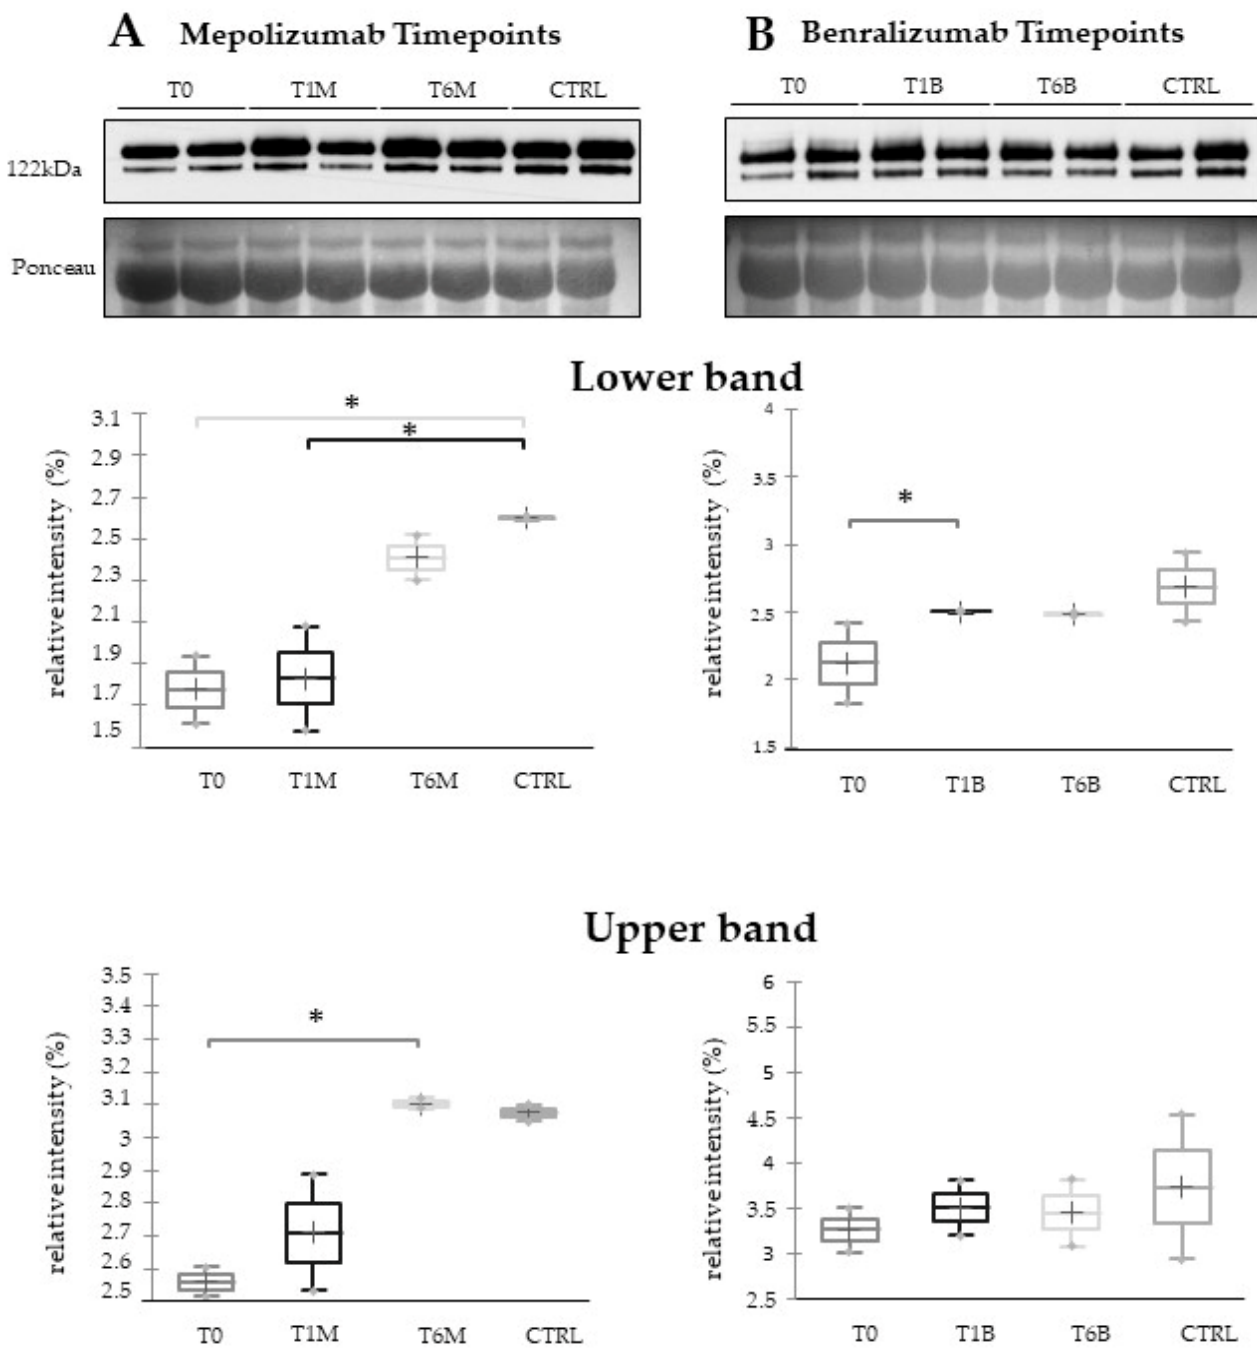 A Mepolizumab Timepoints
B Benralizumab Timepoints
T0 T1M T6M CTRL
T0 T1B T6B CTRL
122kDa
Ponceau
Lower band
relative intensity (%)
3.1
2.9
2.7
2.5
2.3
2.1
1.9
1.7
1.5
*
*
T0 T1M T6M CTRL
relative intensity (%)
4
3.5
3
2.5
2
1.5
*
T0 T1B T6B CTRL
Upper band
relative intensity (%)
3.5
3.4
3.3
3.2
3.1
3
2.9
2.8
2.7
2.6
2.5
*
T0 T1M T6M CTRL
relative intensity (%)
6
5.5
5
4.5
4
3.5
3
2.5
T0 T1B T6B CTRL